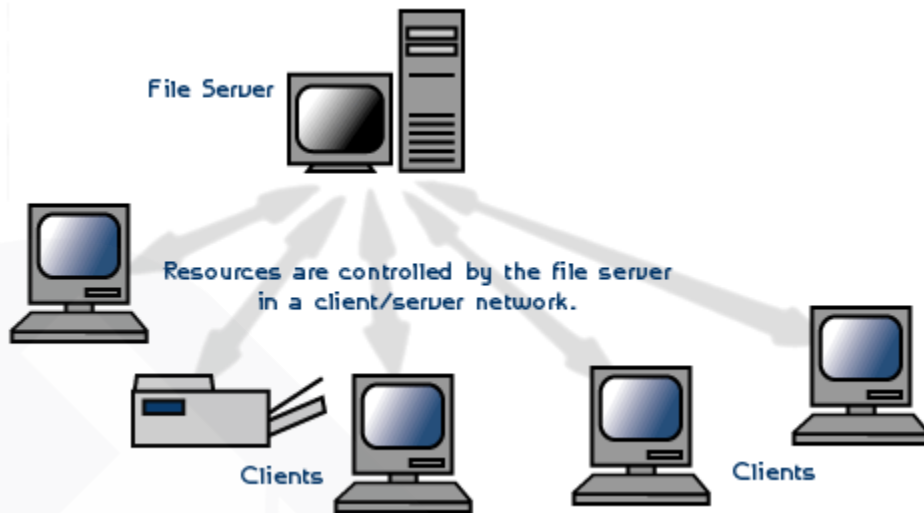 File Server
Resources are controlled by the file server
in a client/server network.
Clients
Clients